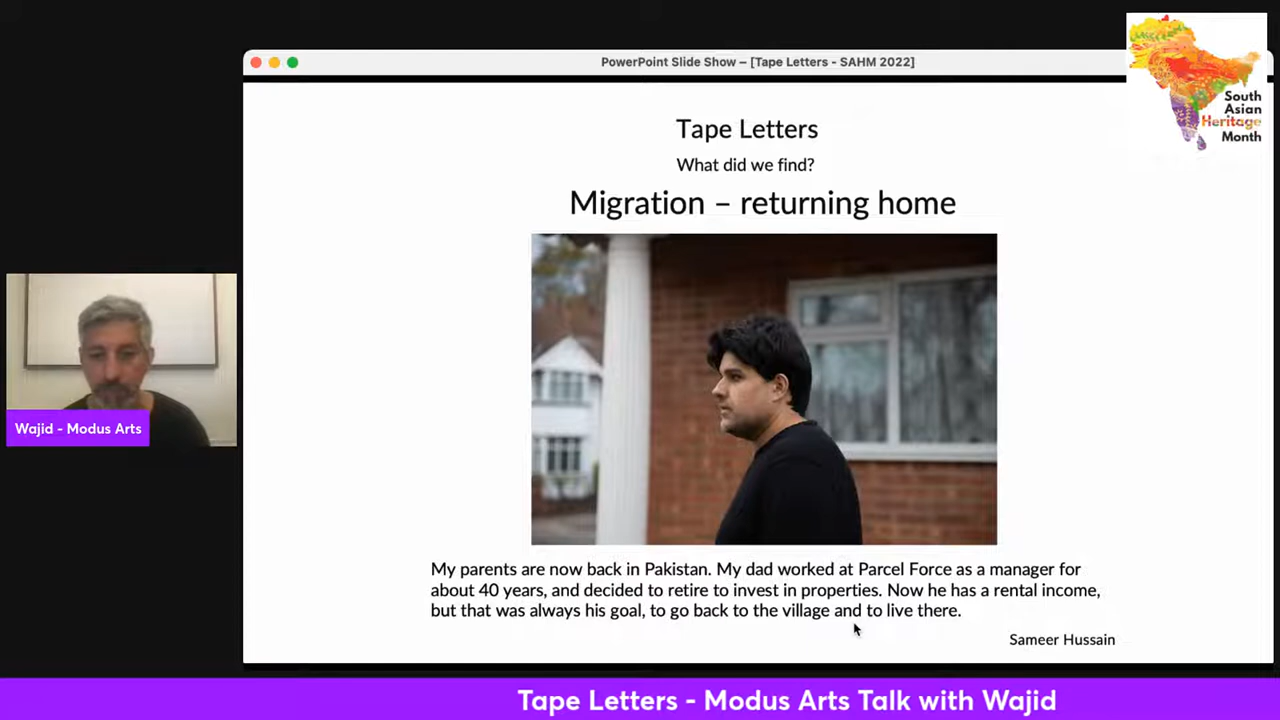 PowerPoint Slide Show – [Tape Letters - SAHM 2022]
South
Asian
Heritage
Month
Tape Letters
What did we find?
Migration – returning home
Wajid - Modus Arts
My parents are now back in Pakistan. My dad worked at Parcel Force as a manager for
about 40 years, and decided to retire to invest in properties. Now he has a rental income,
but that was always his goal, to go back to the village and to live there.
Sameer Hussain
Tape Letters - Modus Arts Talk with Wajid